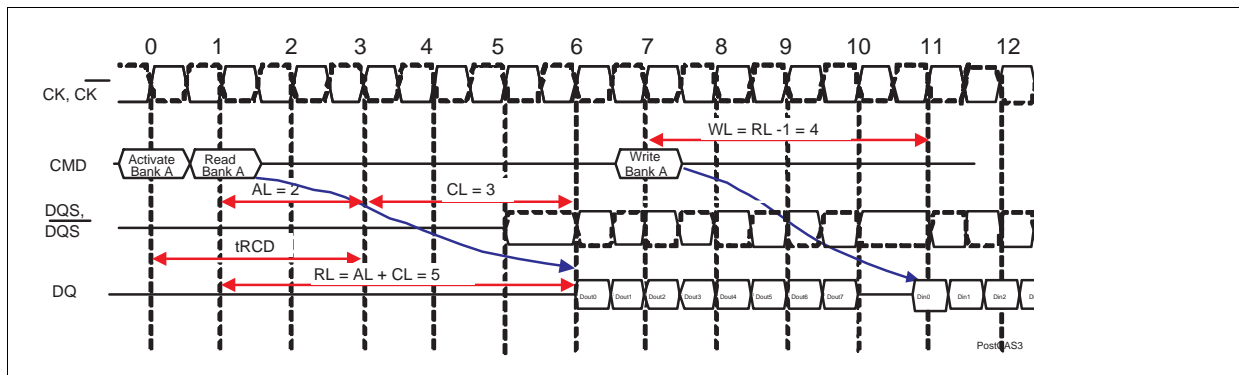 0 1 2 3 4 5 6 7 8 9 10 11 12
CK, CK
WL = RL -1 = 4
CMD
Activate Bank A
Read Bank A
Write Bank A
AL = 2
CL = 3
DQS,
DQS
tRCD
RL = AL + CL = 5
DQ
Dout0 Dout1 Dout2 Dout3 Dout4 Dout5 Dout6 Dout7
Din0 Din1 Din2
PostCAS3